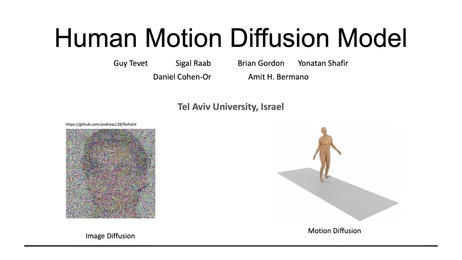 Human Motion Diffusion Model
Guy Tevet Sigal Raab Brian Gordon Yonatan Shafir
Daniel Cohen-Or Amit H. Bermano
Tel Aviv University, Israel
https://github.com/andreas128/RePaint
Image Diffusion
Motion Diffusion